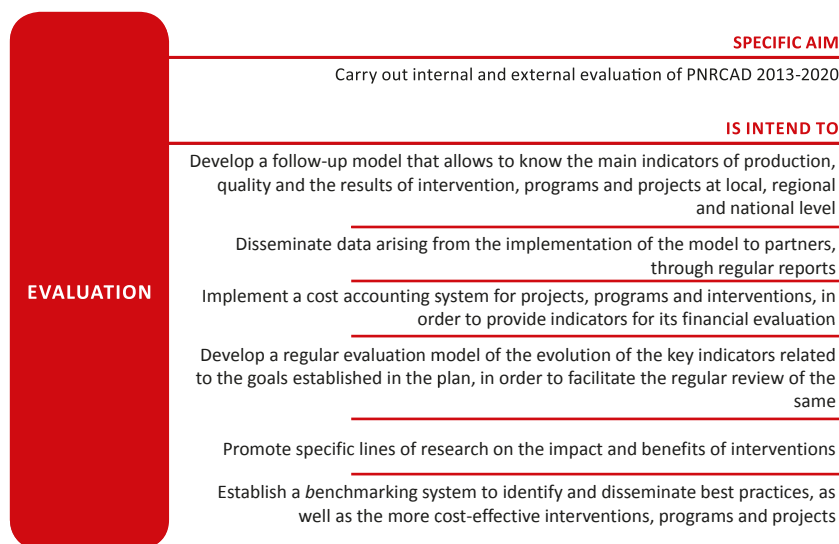 EVALUATION
SPECIFIC AIM
Carry out internal and external evaluation of PNRCAD 2013-2020
IS INTEND TO
Develop a follow-up model that allows to know the main indicators of production,
quality and the results of intervention, programs and projects at local, regional
and national level
Disseminate data arising from the implementation of the model to partners,
through regular reports
Implement a cost accounting system for projects, programs and interventions, in
order to provide indicators for its financial evaluation
Develop a regular evaluation model of the evolution of the key indicators related
to the goals established in the plan, in order to facilitate the regular review of the
same
Promote specific lines of research on the impact and benefits of interventions
Establish a benchmarking system to identify and disseminate best practices, as
well as the more cost-effective interventions, programs and projects